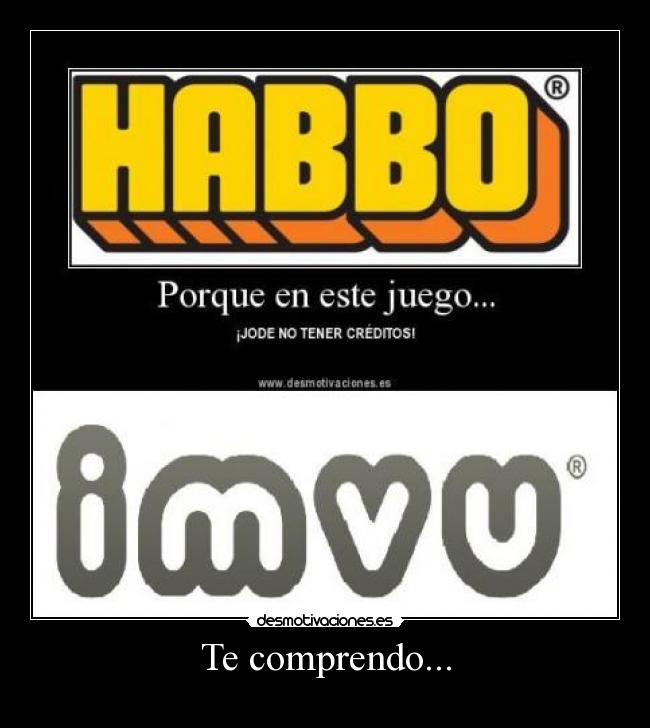 HABBO®
Porque en este juego...
¡JODE NO TENER CRÉDITOS!
www.desmotivaciones.es
imvu®
desmotivaciones.es
Te comprendo...